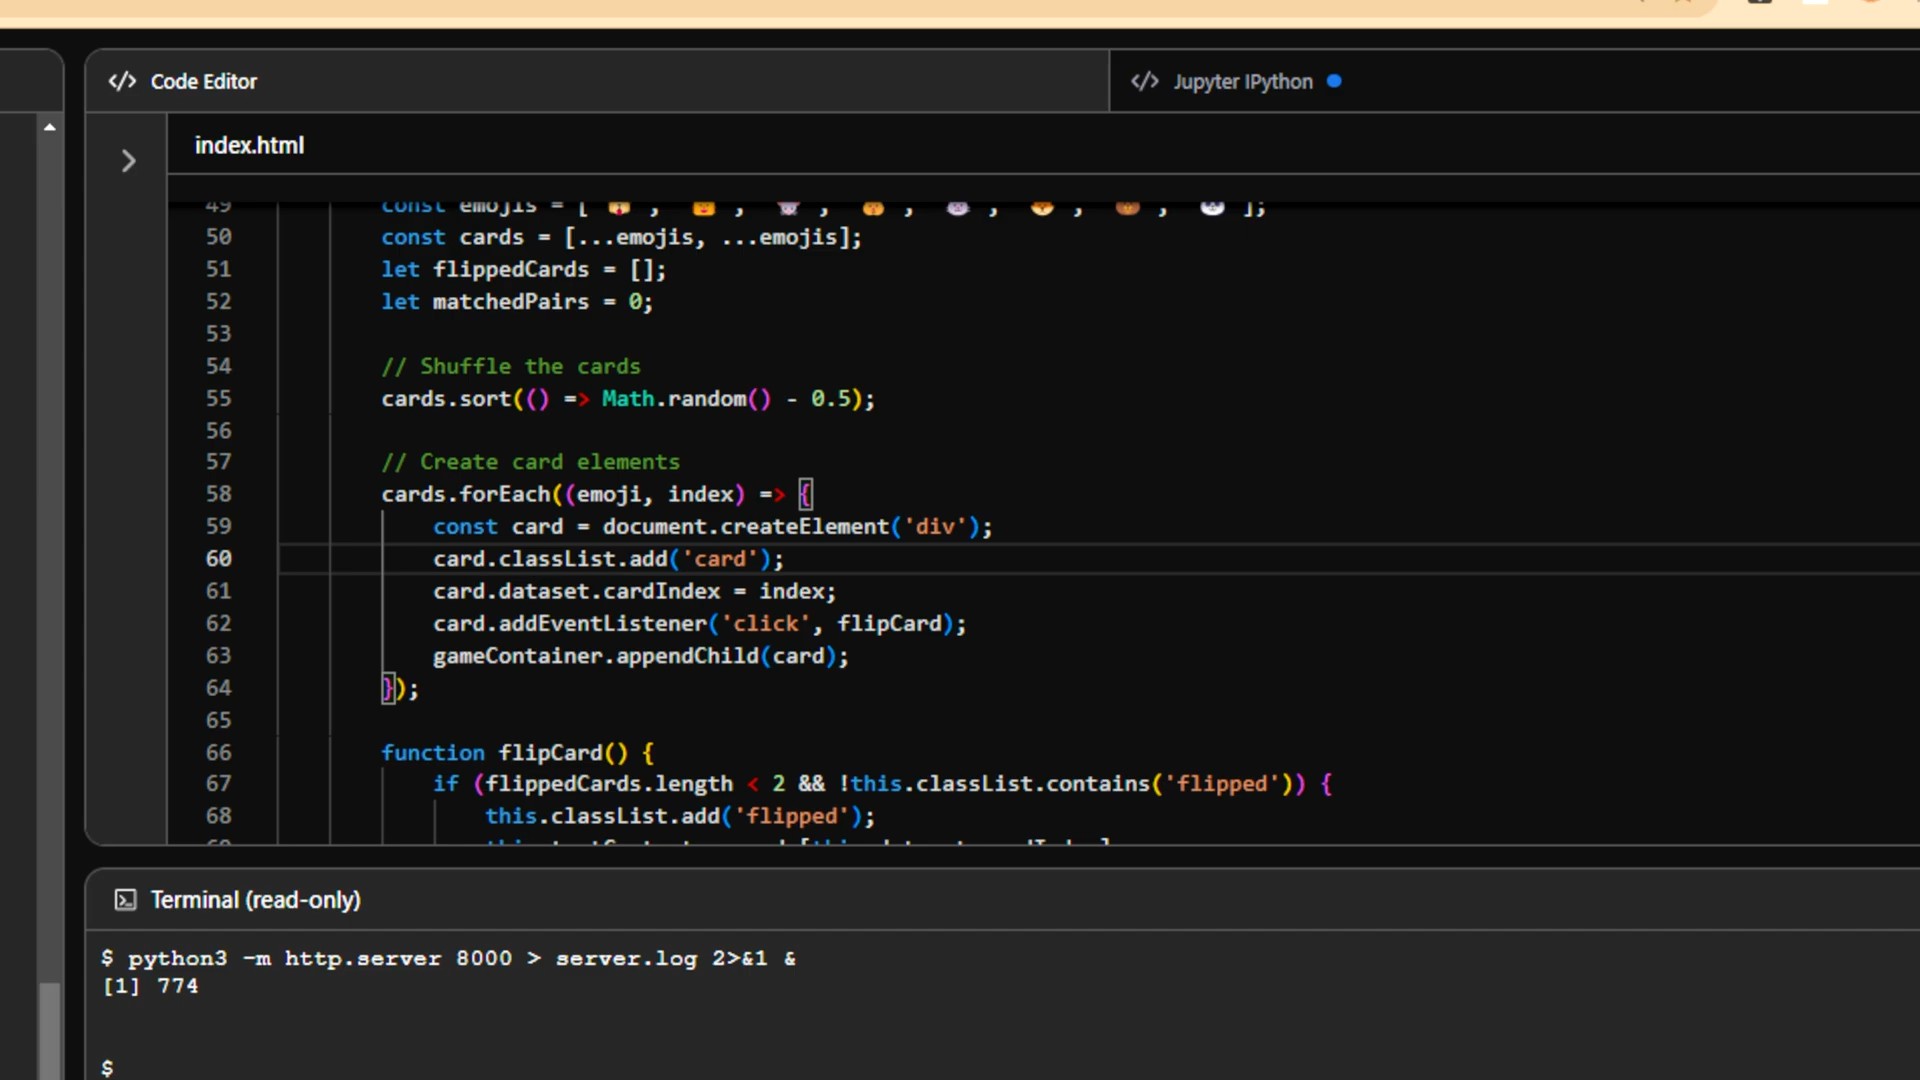 Code Editor
Jupyter IPython
index.html
49 const emojis = [
50 const cards = [...emojis, ...emojis];
51 let flippedCards = [];
52 let matchedPairs = 0;
53
54 // Shuffle the cards
55 cards.sort(() => Math.random() - 0.5);
56
57 // Create card elements
58 cards.forEach((emoji, index) => {
59 const card = document.createElement('div');
60 card.classList.add('card');
61 card.dataset.cardIndex = index;
62 card.addEventListener('click', flipCard);
63 gameContainer.appendChild(card);
64 });
65
66 function flipCard() {
67 if (flippedCards.length < 2 && !this.classList.contains('flipped')) {
68 this.classList.add('flipped');
Terminal (read-only)
$ python3 -m http.server 8000 > server.log 2>&1 &
[1] 774
$